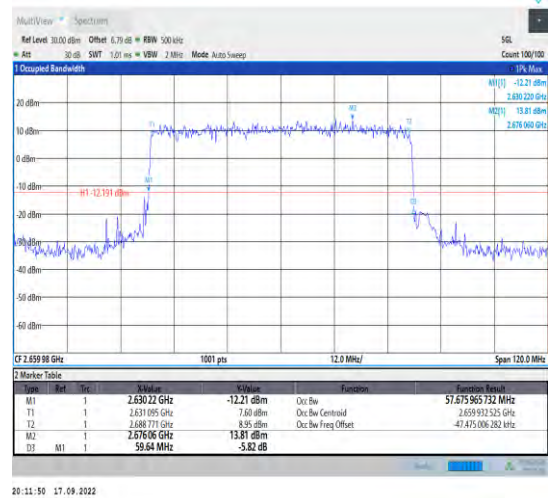 MultiView Spectrum
Ref Level 30.00 dBm Offset 6.79 dB RBW 500 kHz SGL
Att 30 dB SWT 1.01 ms VBW 2 MHz Mode Auto Sweep Count 100/100
1 Occupied Bandwidth 1Pk Max
M1[1] -12.21 dBm
2.630 220 GHz
M2[1] 13.81 dBm
2.676 060 GHz
20 dBm
10 dBm
0 dBm
-10 dBm
-20 dBm
-30 dBm
-40 dBm
-50 dBm
-60 dBm
H1 -12.191 dBm
T1
M2
T2
M1
D3
CF 2.659 98 GHz 1001 pts 12.0 MHz/ Span 120.0 MHz
2 Marker Table
Type Ref Trc X-Value Y-Value Function Function Result
M1 1 2.630 22 GHz -12.21 dBm Occ Bw 57.675 965 732 MHz
T1 1 2.631 095 GHz 7.60 dBm Occ Bw Centroid 2.659 932 525 GHz
T2 1 2.688 771 GHz 8.95 dBm Occ Bw Freq Offset -47.475 006 282 kHz
M2 1 2.676 06 GHz 13.81 dBm
D3 M1 1 59.64 MHz -5.82 dB
20:11:50 17.09.2022